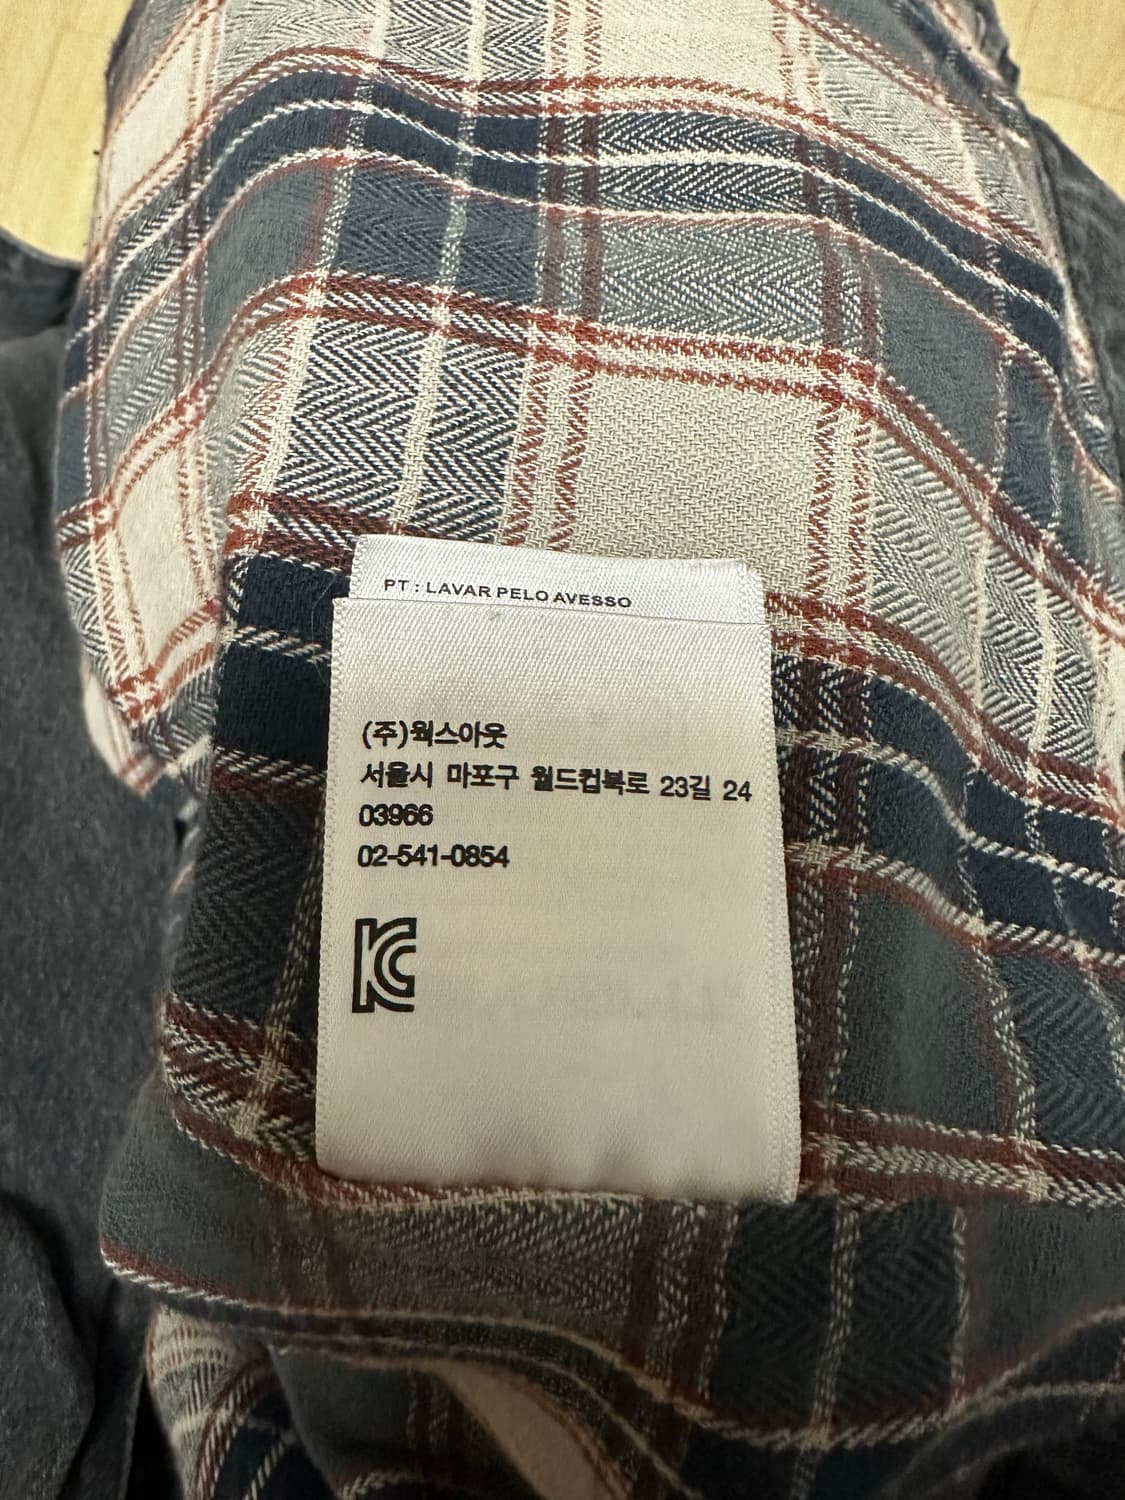 PT : LAVAR PELO AVESSO
(주)웍스아웃
서울시 마포구 월드컵북로 23길 24
03966
02-541-0854
KC